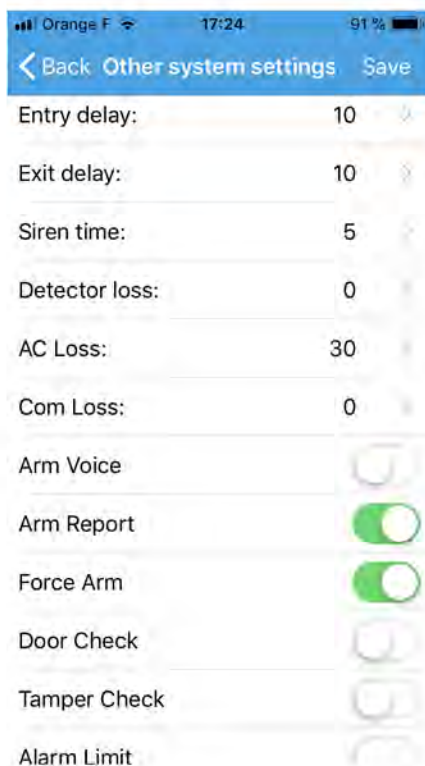 Orange F 17:24 91 %
Back Other system settings Save
Entry delay: 10
Exit delay: 10
Siren time: 5
Detector loss: 0
AC Loss: 30
Com Loss: 0
Arm Voice
Arm Report
Force Arm
Door Check
Tamper Check
Alarm Limit